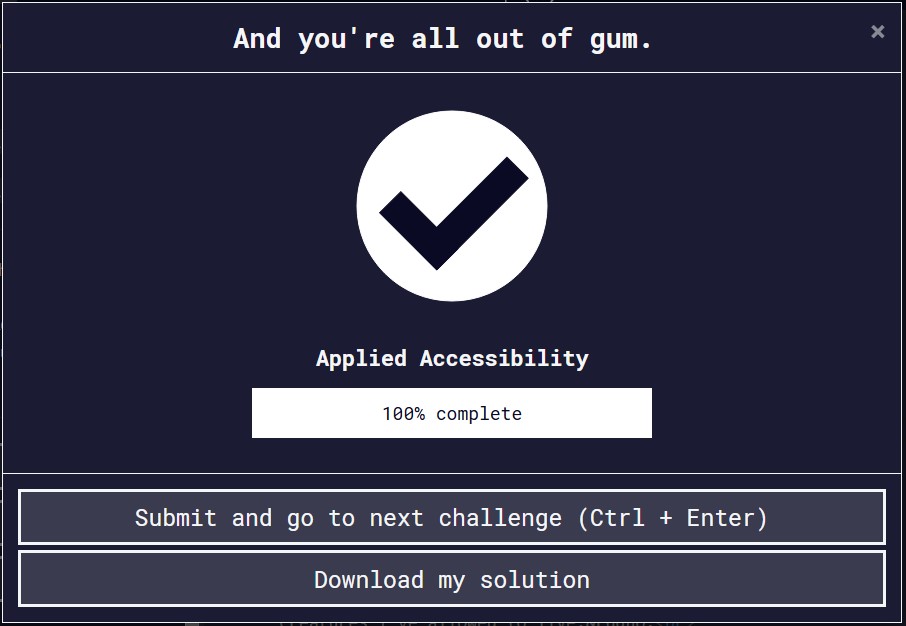 And you're all out of gum.
×
Applied Accessibility
100% complete
Submit and go to next challenge (Ctrl + Enter)
Download my solution